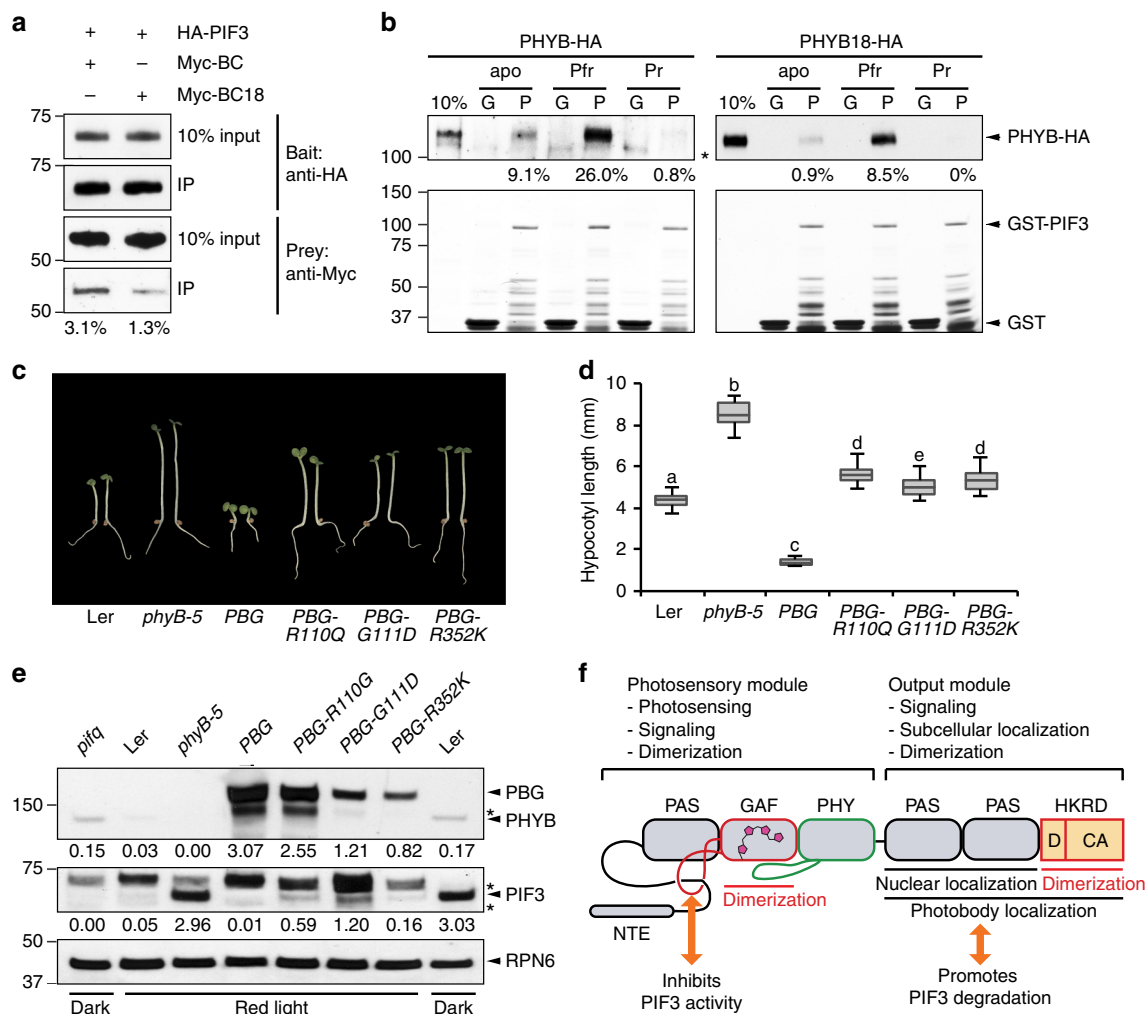 a
+ + HA-PIF3
+ – Myc-BC
– + Myc-BC18
75
10% input
75
IP
Bait:
anti-HA
10% input
50
IP
50
Prey:
anti-Myc
3.1% 1.3%
b
PHYB-HA
apo Pfr Pr
10% G P G P G P
100
*
9.1% 26.0% 0.8%
PHYB18-HA
apo Pfr Pr
10% G P G P G P
PHYB-HA
0.9% 8.5% 0%
150
100
75
50
37
GST-PIF3
GST
c
Ler phyB-5 PBG PBG-R110Q PBG-G111D PBG-R352K
d
Hypocotyl length (mm)
10
8
6
4
2
0
a b c d e d
Ler phyB-5 PBG PBG-R110Q PBG-G111D PBG-R352K
e
pifq Ler phyB-5 PBG PBG-R110G PBG-G111D PBG-R352K Ler
150
PBG
*
PHYB
0.15 0.03 0.00 3.07 2.55 1.21 0.82 0.17
75
50
*
PIF3
*
0.00 0.05 2.96 0.01 0.59 1.20 0.16 3.03
50
37
RPN6
Dark Red light Dark
f
Photosensory module
- Photosensing
- Signaling
- Dimerization
Output module
- Signaling
- Subcellular localization
- Dimerization
PAS GAF PHY PAS PAS HKRD
D CA
Dimerization
Nuclear localization Dimerization
Photobody localization
NTE
Inhibits
PIF3 activity
Promotes
PIF3 degradation